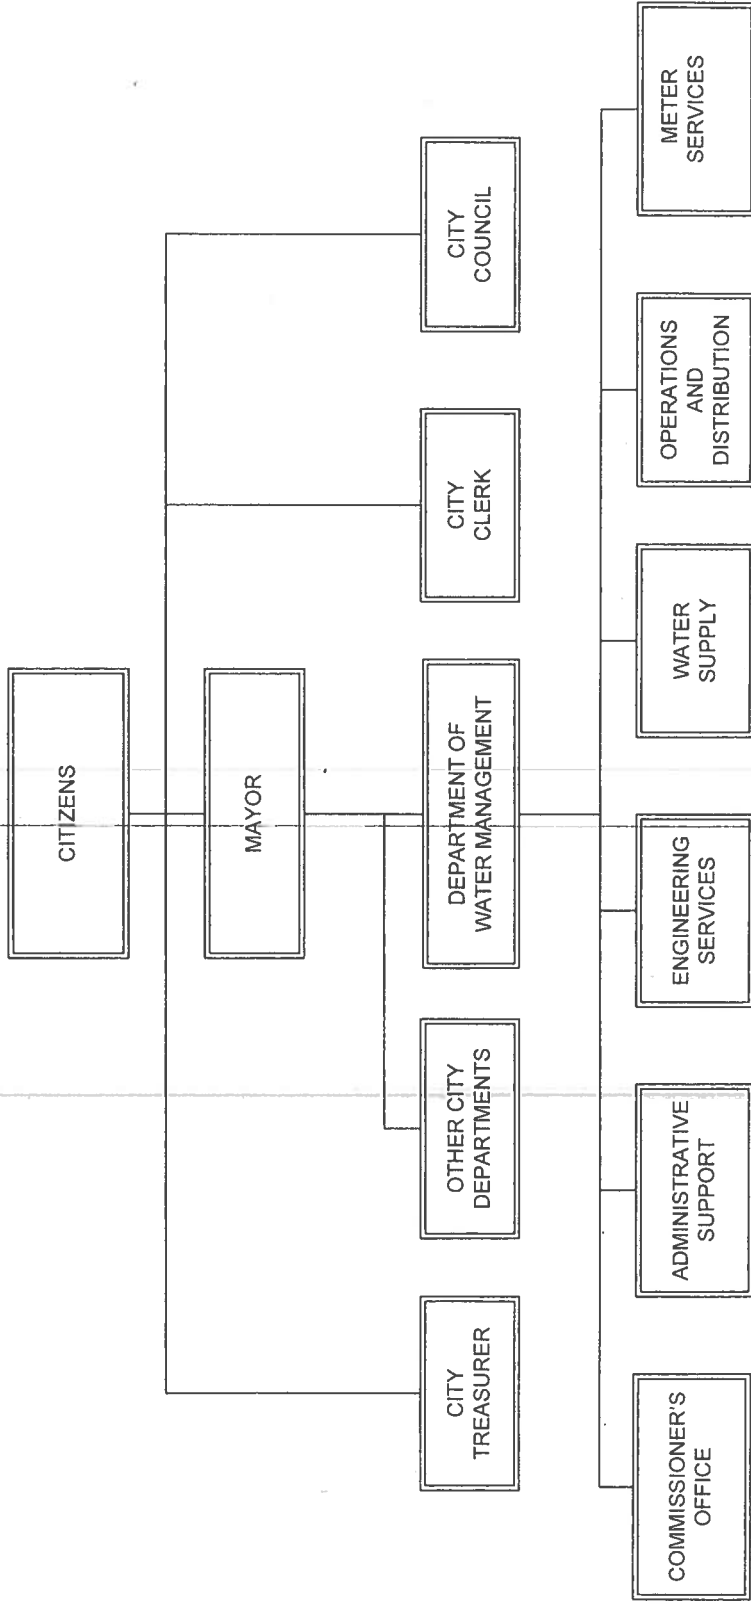 CITIZENS
MAYOR
CITY
TREASURER
OTHER CITY
DEPARTMENTS
DEPARTMENT OF
WATER MANAGEMENT
CITY
CLERK
CITY
COUNCIL
COMMISSIONER'S
OFFICE
ADMINISTRATIVE
SUPPORT
ENGINEERING
SERVICES
WATER
SUPPLY
OPERATIONS
AND
DISTRIBUTION
METER
SERVICES